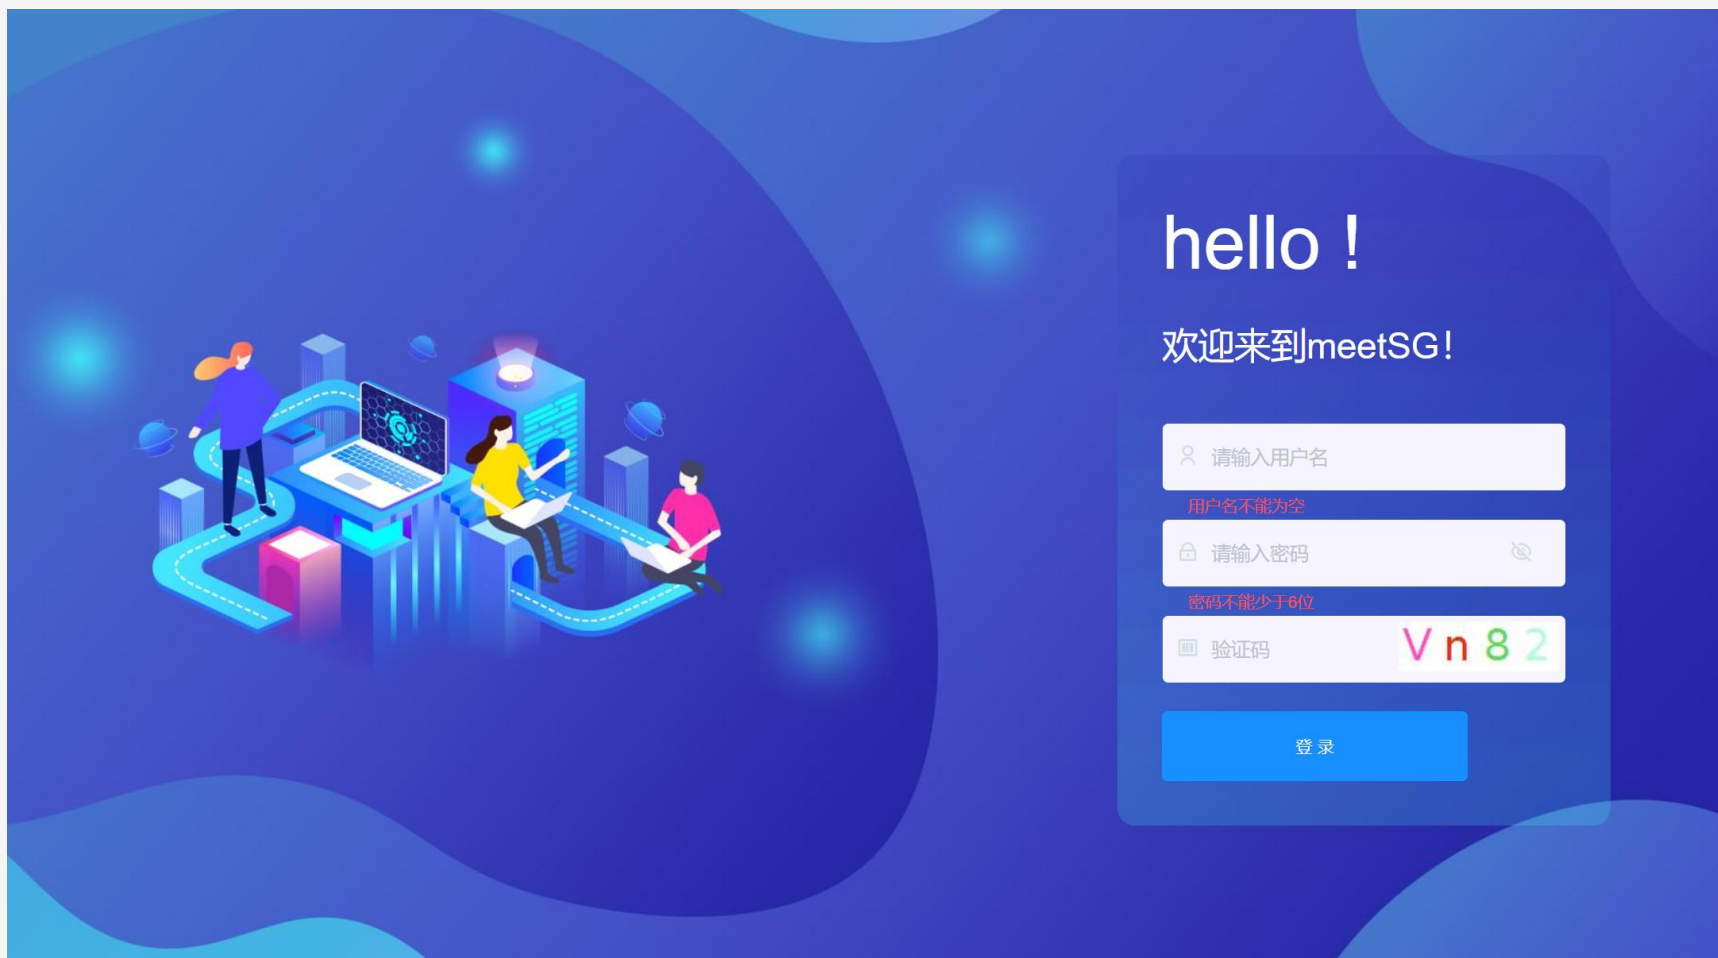 hello！
欢迎来到meetSG！
请输入用户名
用户名不能为空
请输入密码
密码不能少于6位
验证码 Vn82
登 录